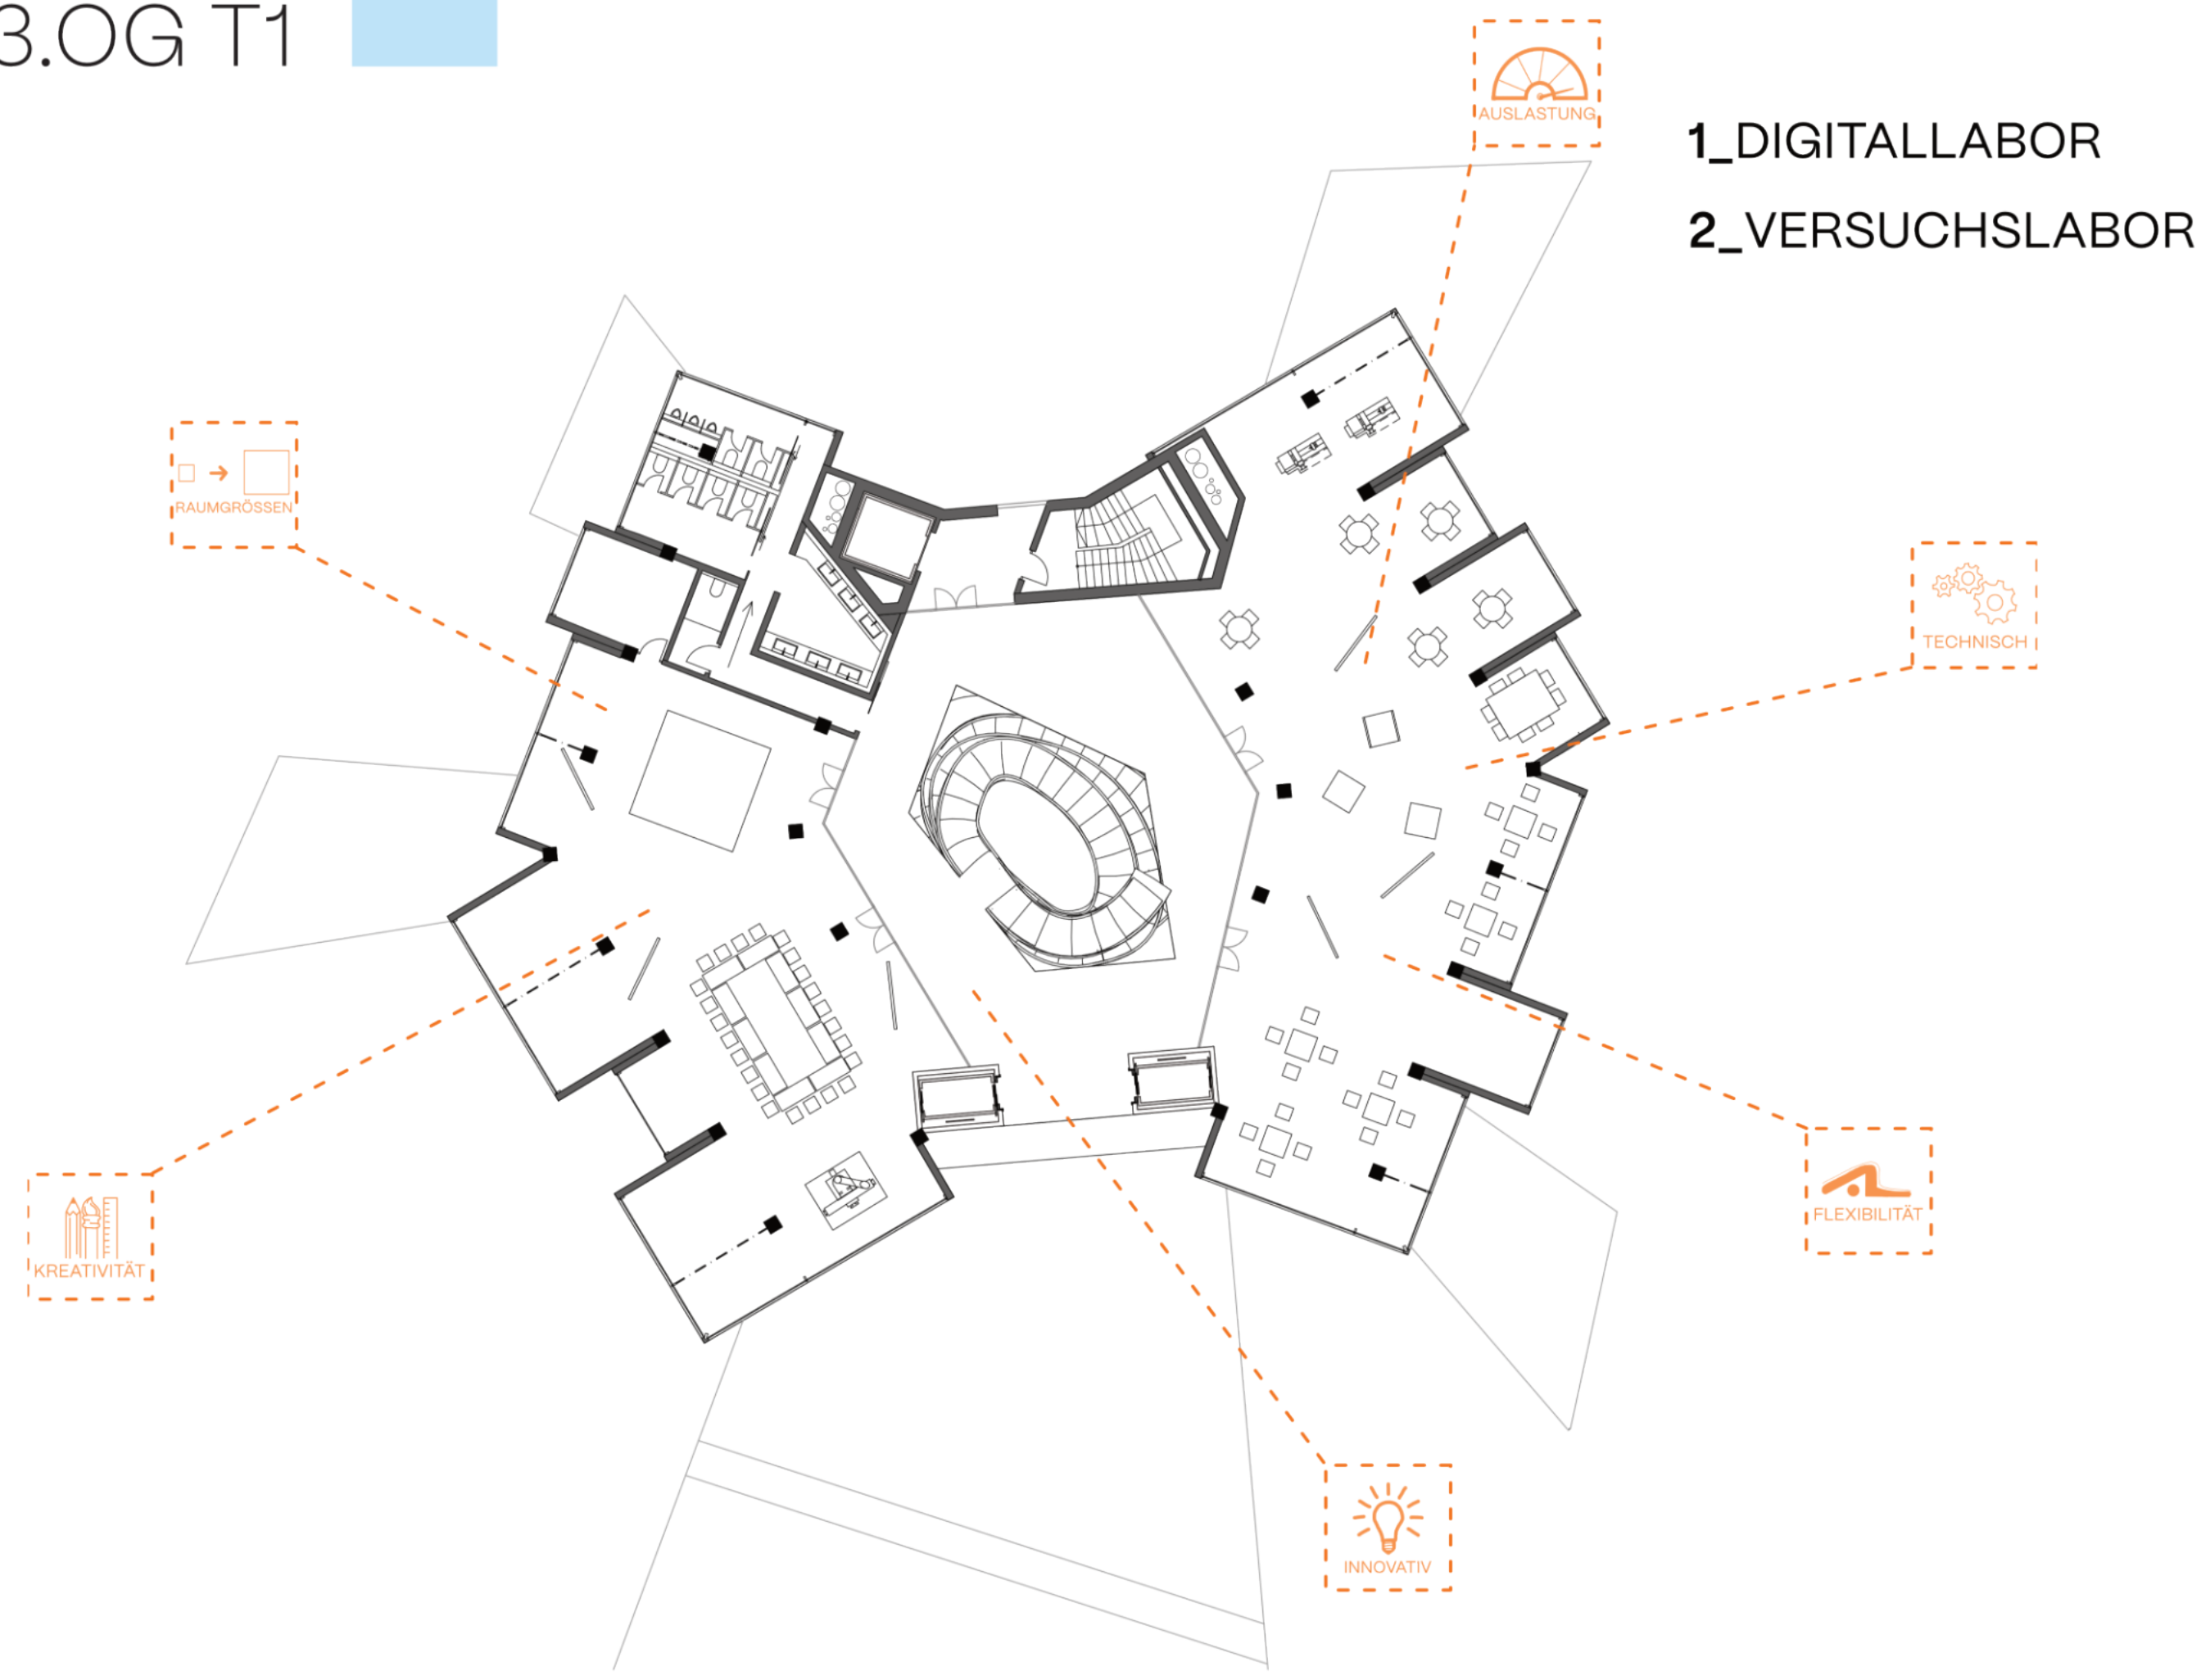 3.OG T1
AUSLASTUNG
1_DIGITALLABOR
2_VERSUCHSLABOR
RAUMGRÖSSEN
TECHNISCH
FLEXIBILITÄT
KREATIVITÄT
INNOVATIV